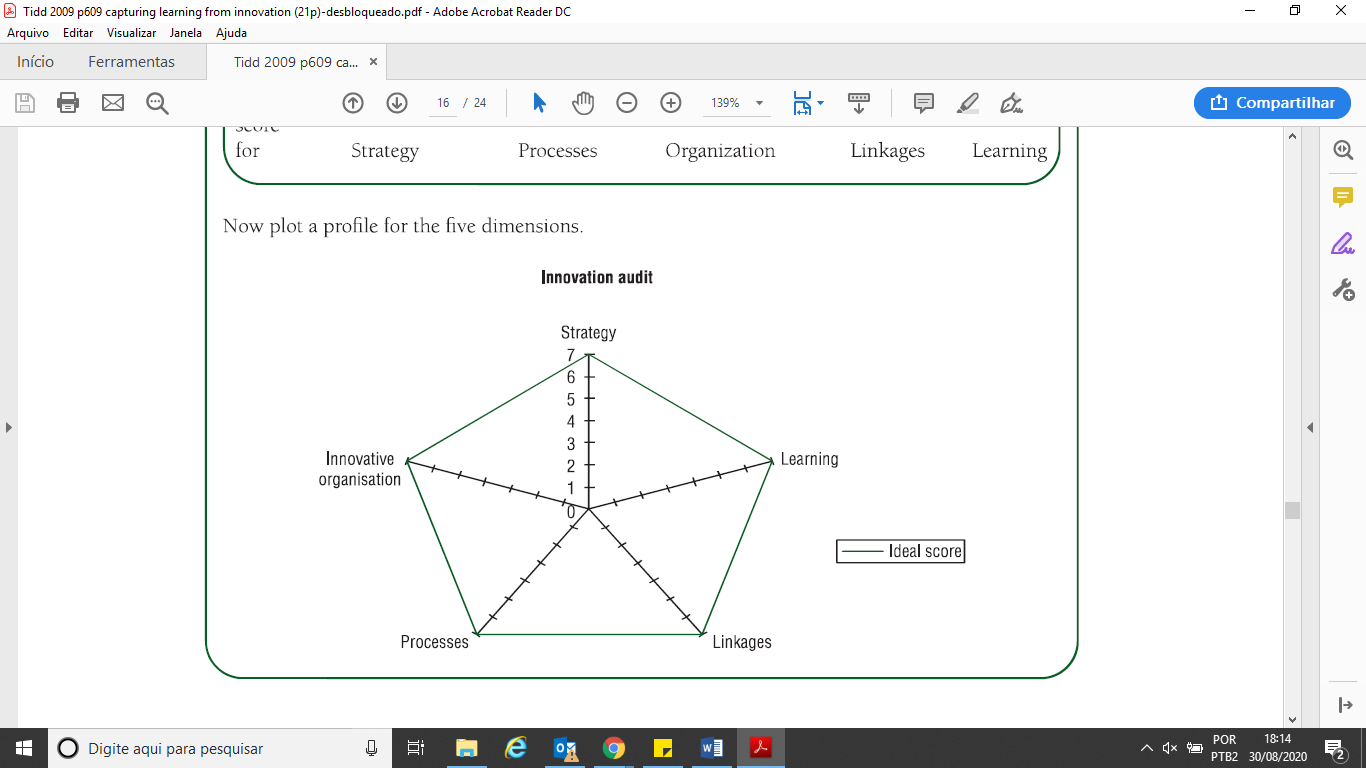 Tidd 2009 p609 capturing learning from innovation (21p)-desbloqueado.pdf - Adobe Acrobat Reader DC
Arquivo Editar Visualizar Janela Ajuda
Início Ferramentas Tidd 2009 p609 ca... ×
16 / 24 139% Compartilhar
score
for Strategy Processes Organization Linkages Learning
Now plot a profile for the five dimensions.
Innovation audit
Strategy
7
6
5
4
3
2
1
0
Innovative
organisation
Learning
Ideal score
Processes
Linkages
Digite aqui para pesquisar
POR
PTB2
18:14
30/08/2020
2